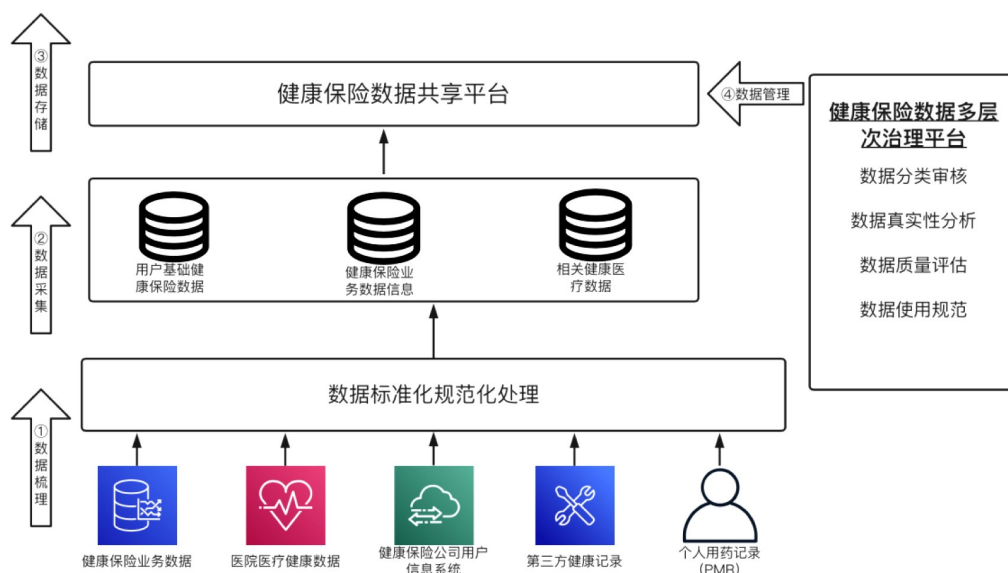 ③数据存储
健康保险数据共享平台
④数据管理
健康保险数据多层
次治理平台
数据分类审核
数据真实性分析
数据质量评估
数据使用规范
②数据采集
用户基础健
康保险数据
健康保险业
务数据信息
相关健康医
疗数据
数据标准化规范化处理
①数据梳理
健康保险业务数据
医院医疗健康数据
健康保险公司用户
信息系统
第三方健康记录
个人用药记录
(PMR)